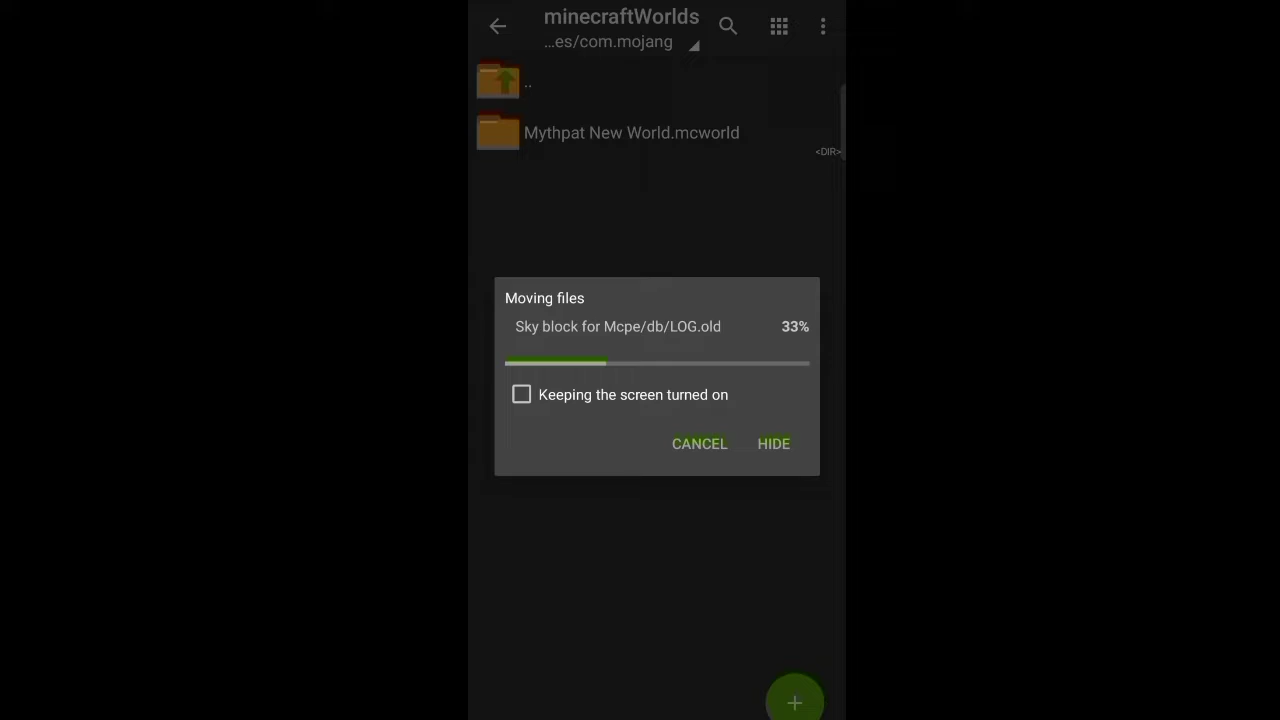 minecraftWorlds
...es/com.mojang
..
Mythpat New World.mcworld
<DIR>
Moving files
Sky block for Mcpe/db/LOG.old 33%
Keeping the screen turned on
CANCEL HIDE